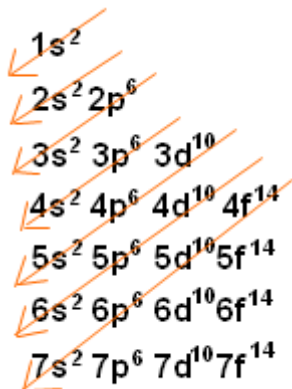 1s²
2s² 2p⁶
3s² 3p⁶ 3d¹⁰
4s² 4p⁶ 4d¹⁰ 4f¹⁴
5s² 5p⁶ 5d¹⁰ 5f¹⁴
6s² 6p⁶ 6d¹⁰ 6f¹⁴
7s² 7p⁶ 7d¹⁰ 7f¹⁴